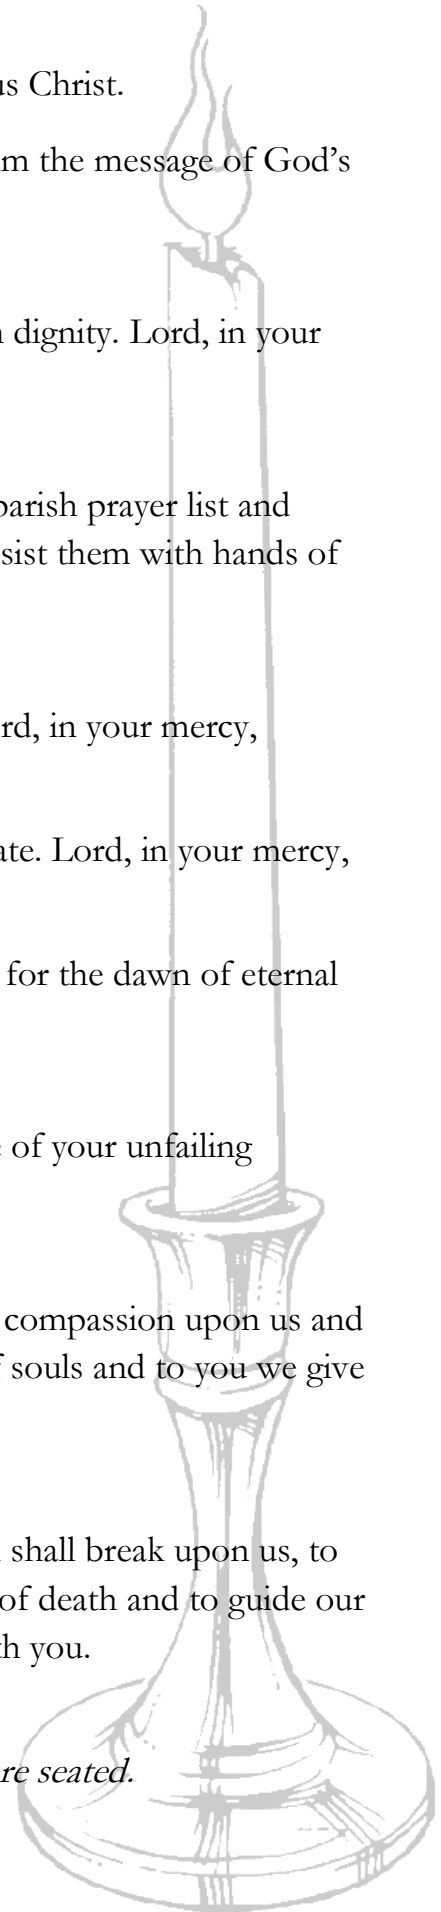 us Christ.
m the message of God’s
dignity. Lord, in your
parish prayer list and
sist them with hands of
rd, in your mercy,
ate. Lord, in your mercy,
for the dawn of eternal
of your unfailing
compassion upon us and
f souls and to you we give
shall break upon us, to
of death and to guide our
th you.
re seated.